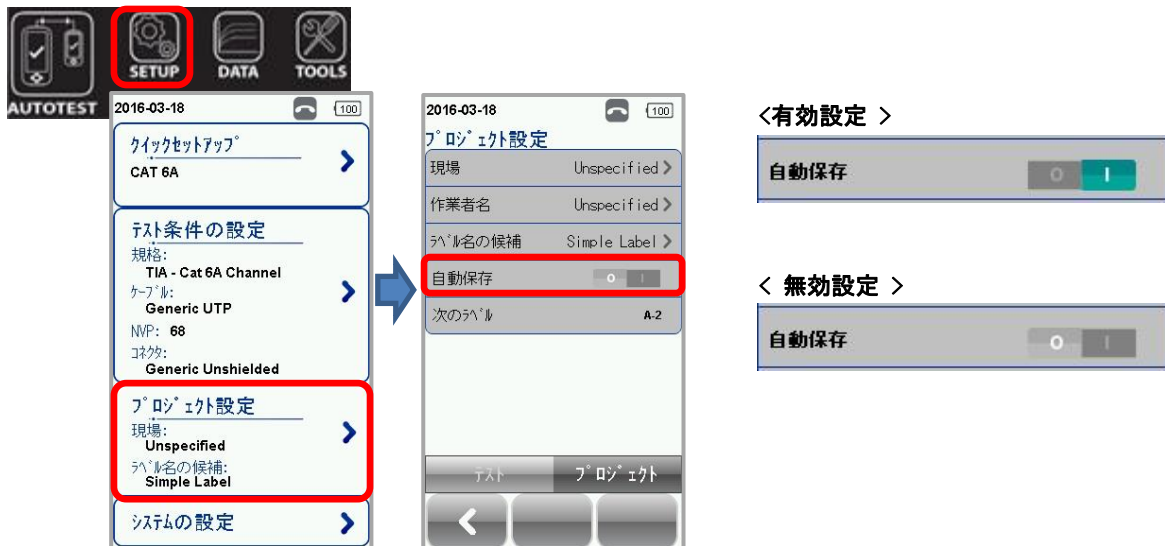 AUTOTEST
SETUP
DATA
TOOLS
2016-03-18
100
クイックセットアップ
CAT 6A
テスト条件の設定
規格:
TIA - Cat 6A Channel
ケーブル:
Generic UTP
NVP: 68
コネクタ:
Generic Unshielded
プロジェクト設定
現場:
Unspecified
ラベル名の候補:
Simple Label
システムの設定
2016-03-18
100
プロジェクト設定
現場 Unspecified
作業者名 Unspecified
ラベル名の候補 Simple Label
自動保存 O I
次のラベル A-2
テスト プロジェクト
<有効設定 >
自動保存 O I
< 無効設定 >
自動保存 O I